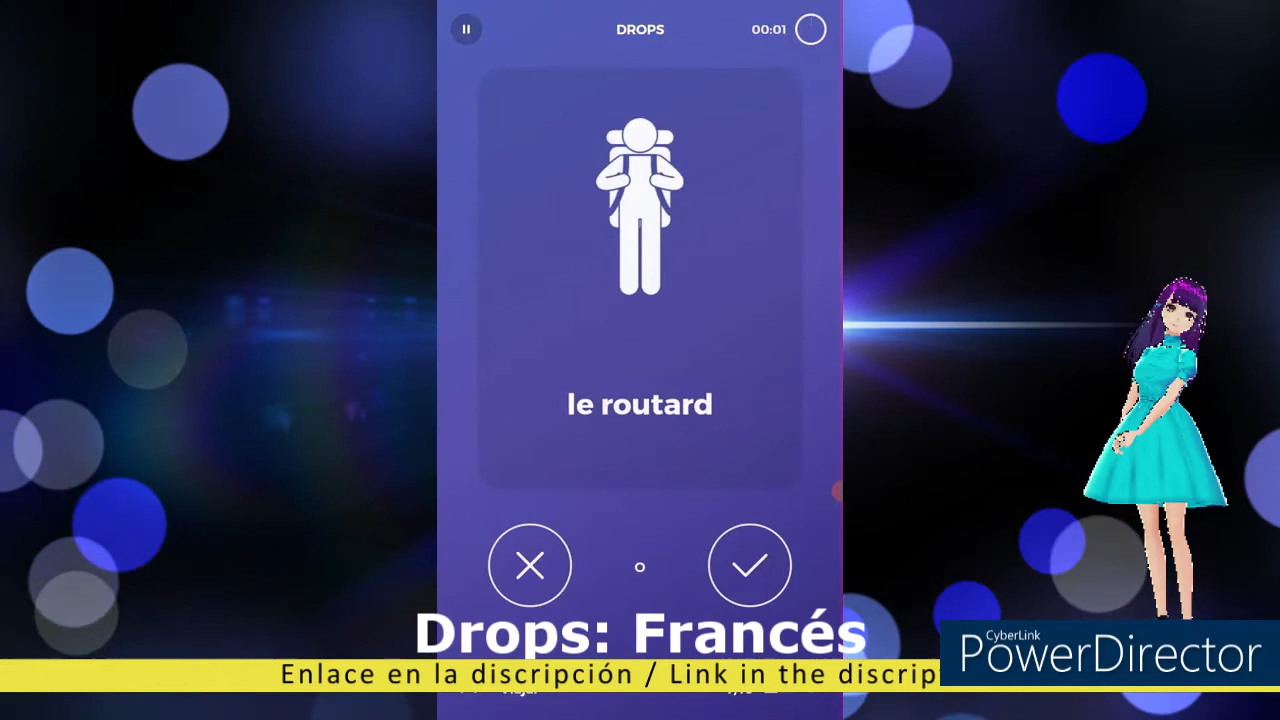 DROPS
00:01
le routard
o
Drops: Francés
Enlace en la discripción / Link in the discrip
CyberLink
PowerDirector